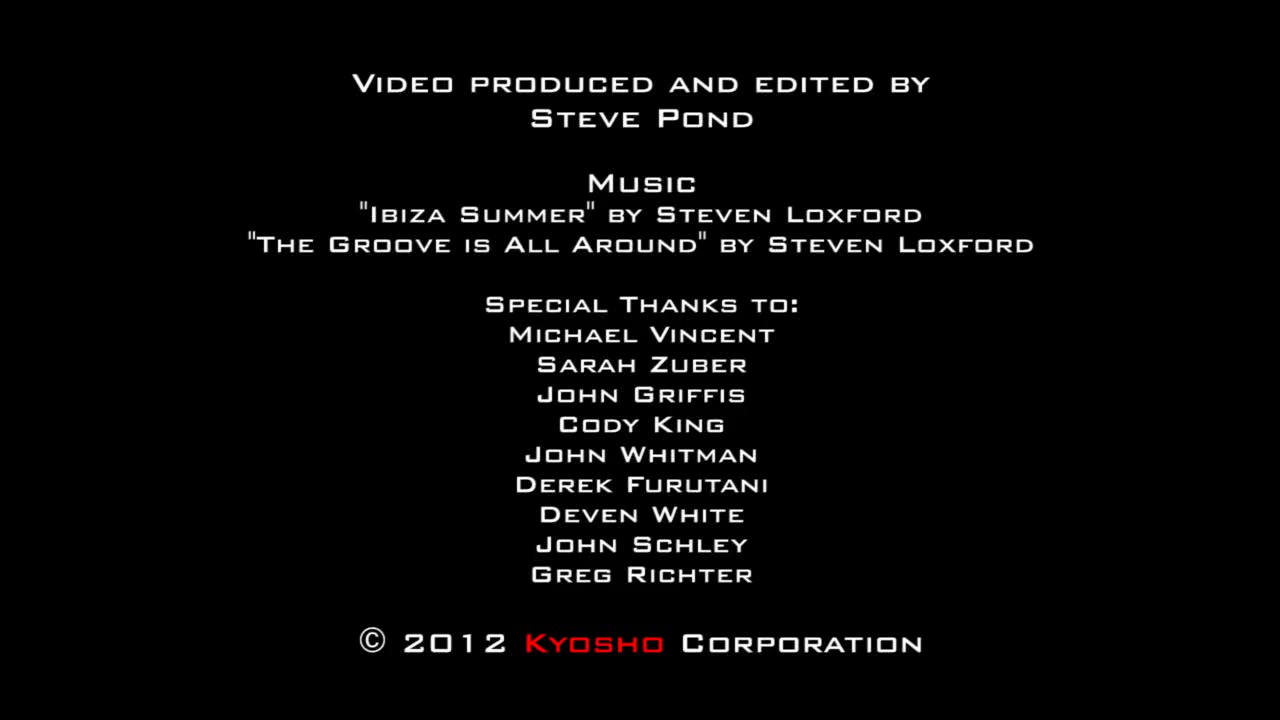 Video produced and edited by
Steve Pond
Music
"Ibiza Summer" by Steven Loxford
"The Groove is All Around" by Steven Loxford
Special Thanks to:
Michael Vincent
Sarah Zuber
John Griffis
Cody King
John Whitman
Derek Furutani
Deven White
John Schley
Greg Richter
© 2012 Kyosho Corporation